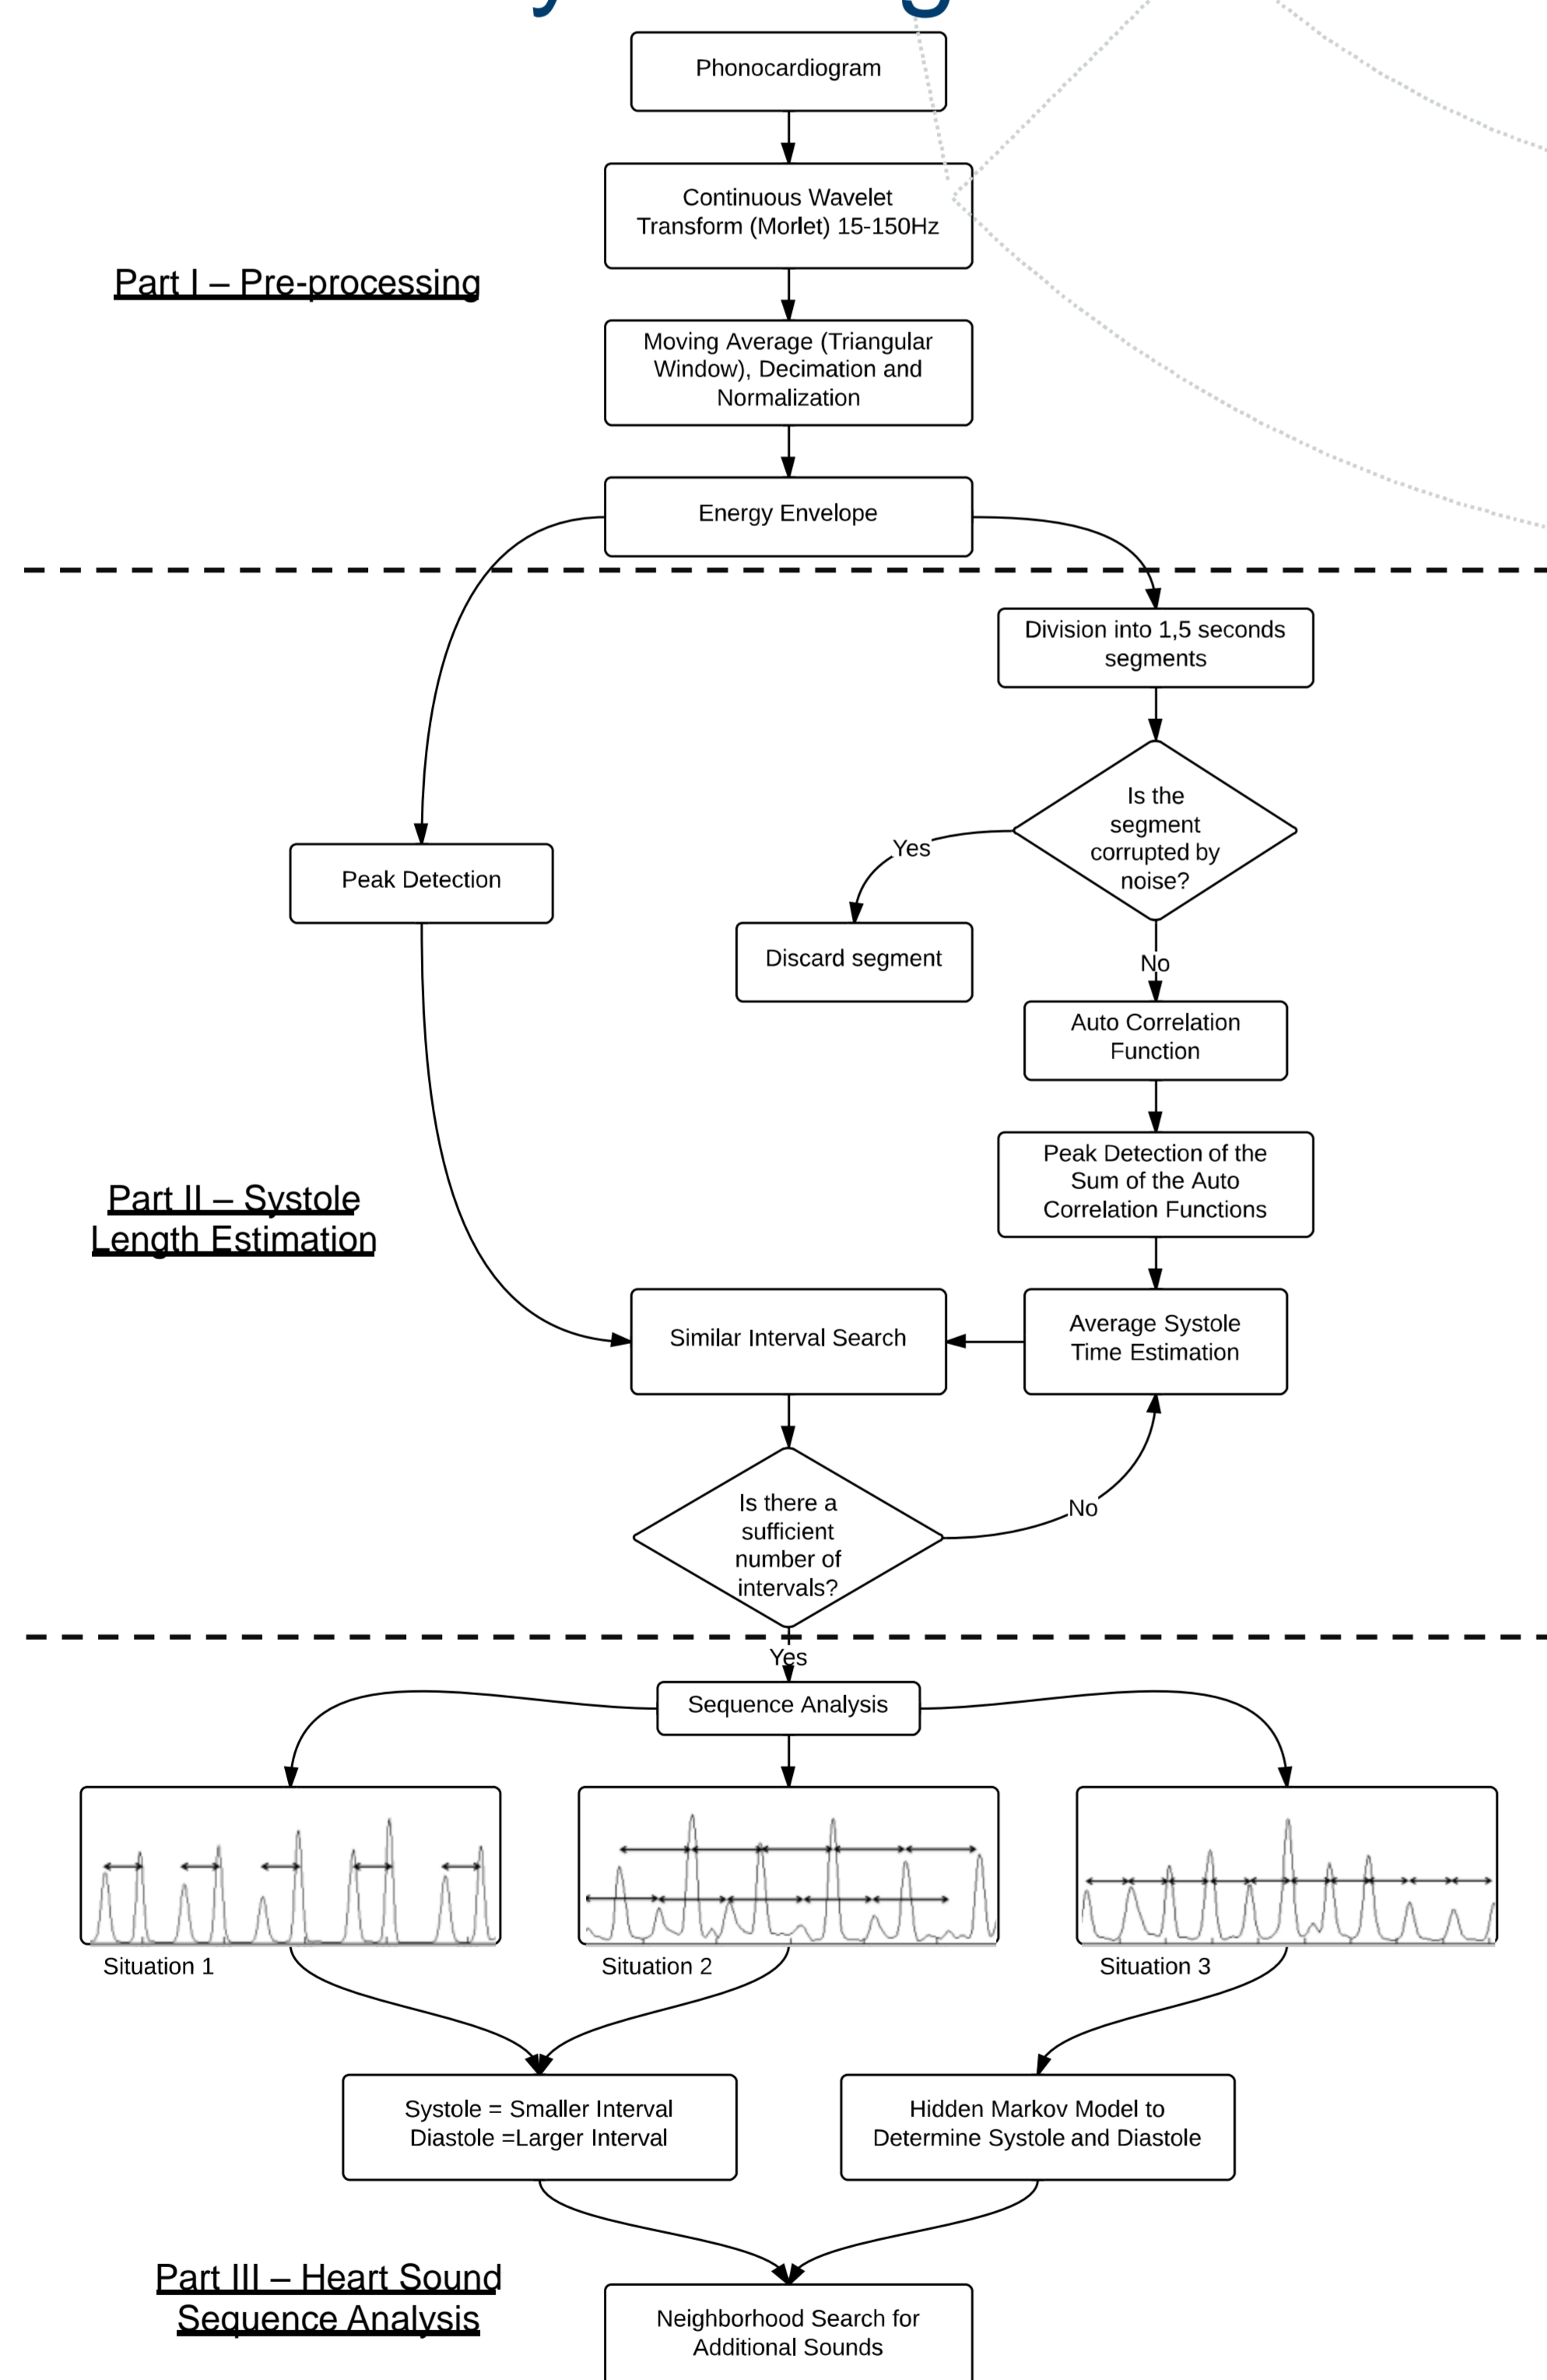 Phonocardiogram
Continuous Wavelet
Transform (Morlet) 15-150Hz
Part I – Pre-processing
Moving Average (Triangular
Window), Decimation and
Normalization
Energy Envelope
Division into 1,5 seconds
segments
Is the
segment
corrupted by
noise?
Yes
Peak Detection
Discard segment
No
Auto Correlation
Function
Peak Detection of the
Sum of the Auto
Correlation Functions
Part II – Systole
Length Estimation
Similar Interval Search
Average Systole
Time Estimation
Is there a
sufficient
number of
intervals?
No
Yes
Sequence Analysis
Situation 1
Situation 2
Situation 3
Systole = Smaller Interval
Diastole =Larger Interval
Hidden Markov Model to
Determine Systole and Diastole
Part III – Heart Sound
Sequence Analysis
Neighborhood Search for
Additional Sounds